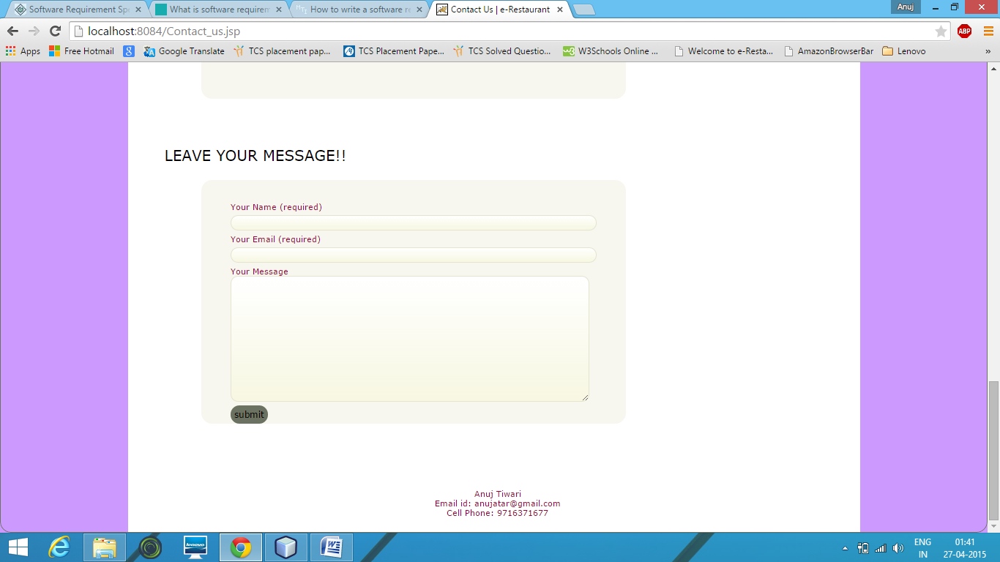 Software Requirement Sp
What is software requirem
How to write a software r
Contact Us | e-Restaurant
Anuj
localhost:8084/Contact_us.jsp
ABP
Apps
Free Hotmail
g
Google Translate
TCS placement pap...
TCS Placement Pape...
TCS Solved Questio...
W3Schools Online ...
Welcome to e-Resta...
AmazonBrowserBar
Lenovo
»
LEAVE YOUR MESSAGE!!
Your Name (required)
Your Email (required)
Your Message
submit
Anuj Tiwari
Email id: anujatar@gmail.com
Cell Phone: 9716371677
lenovo
ENG
IN
01:41
27-04-2015